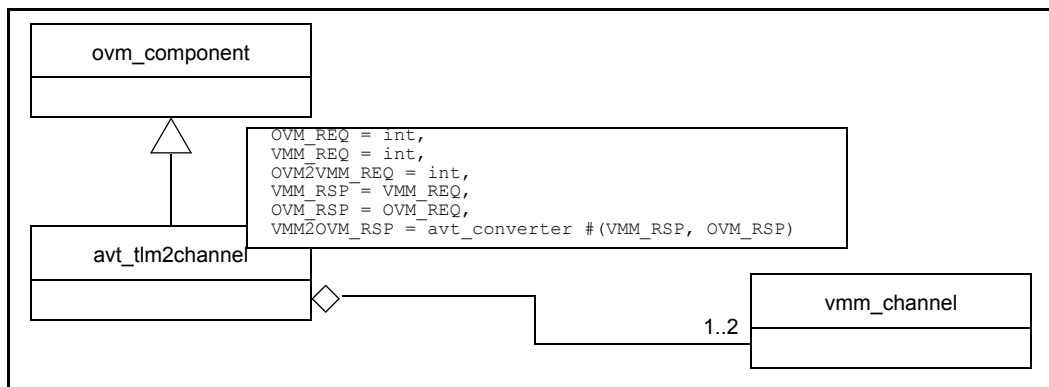 ovm_component
OVM_REQ = int,
VMM_REQ = int,
OVM2VMM_REQ = int,
VMM_RSP = VMM_REQ,
OVM_RSP = OVM_REQ,
VMM2OVM_RSP = avt_converter #(VMM_RSP, OVM_RSP)
avt_tlm2channel
vmm_channel
1..2